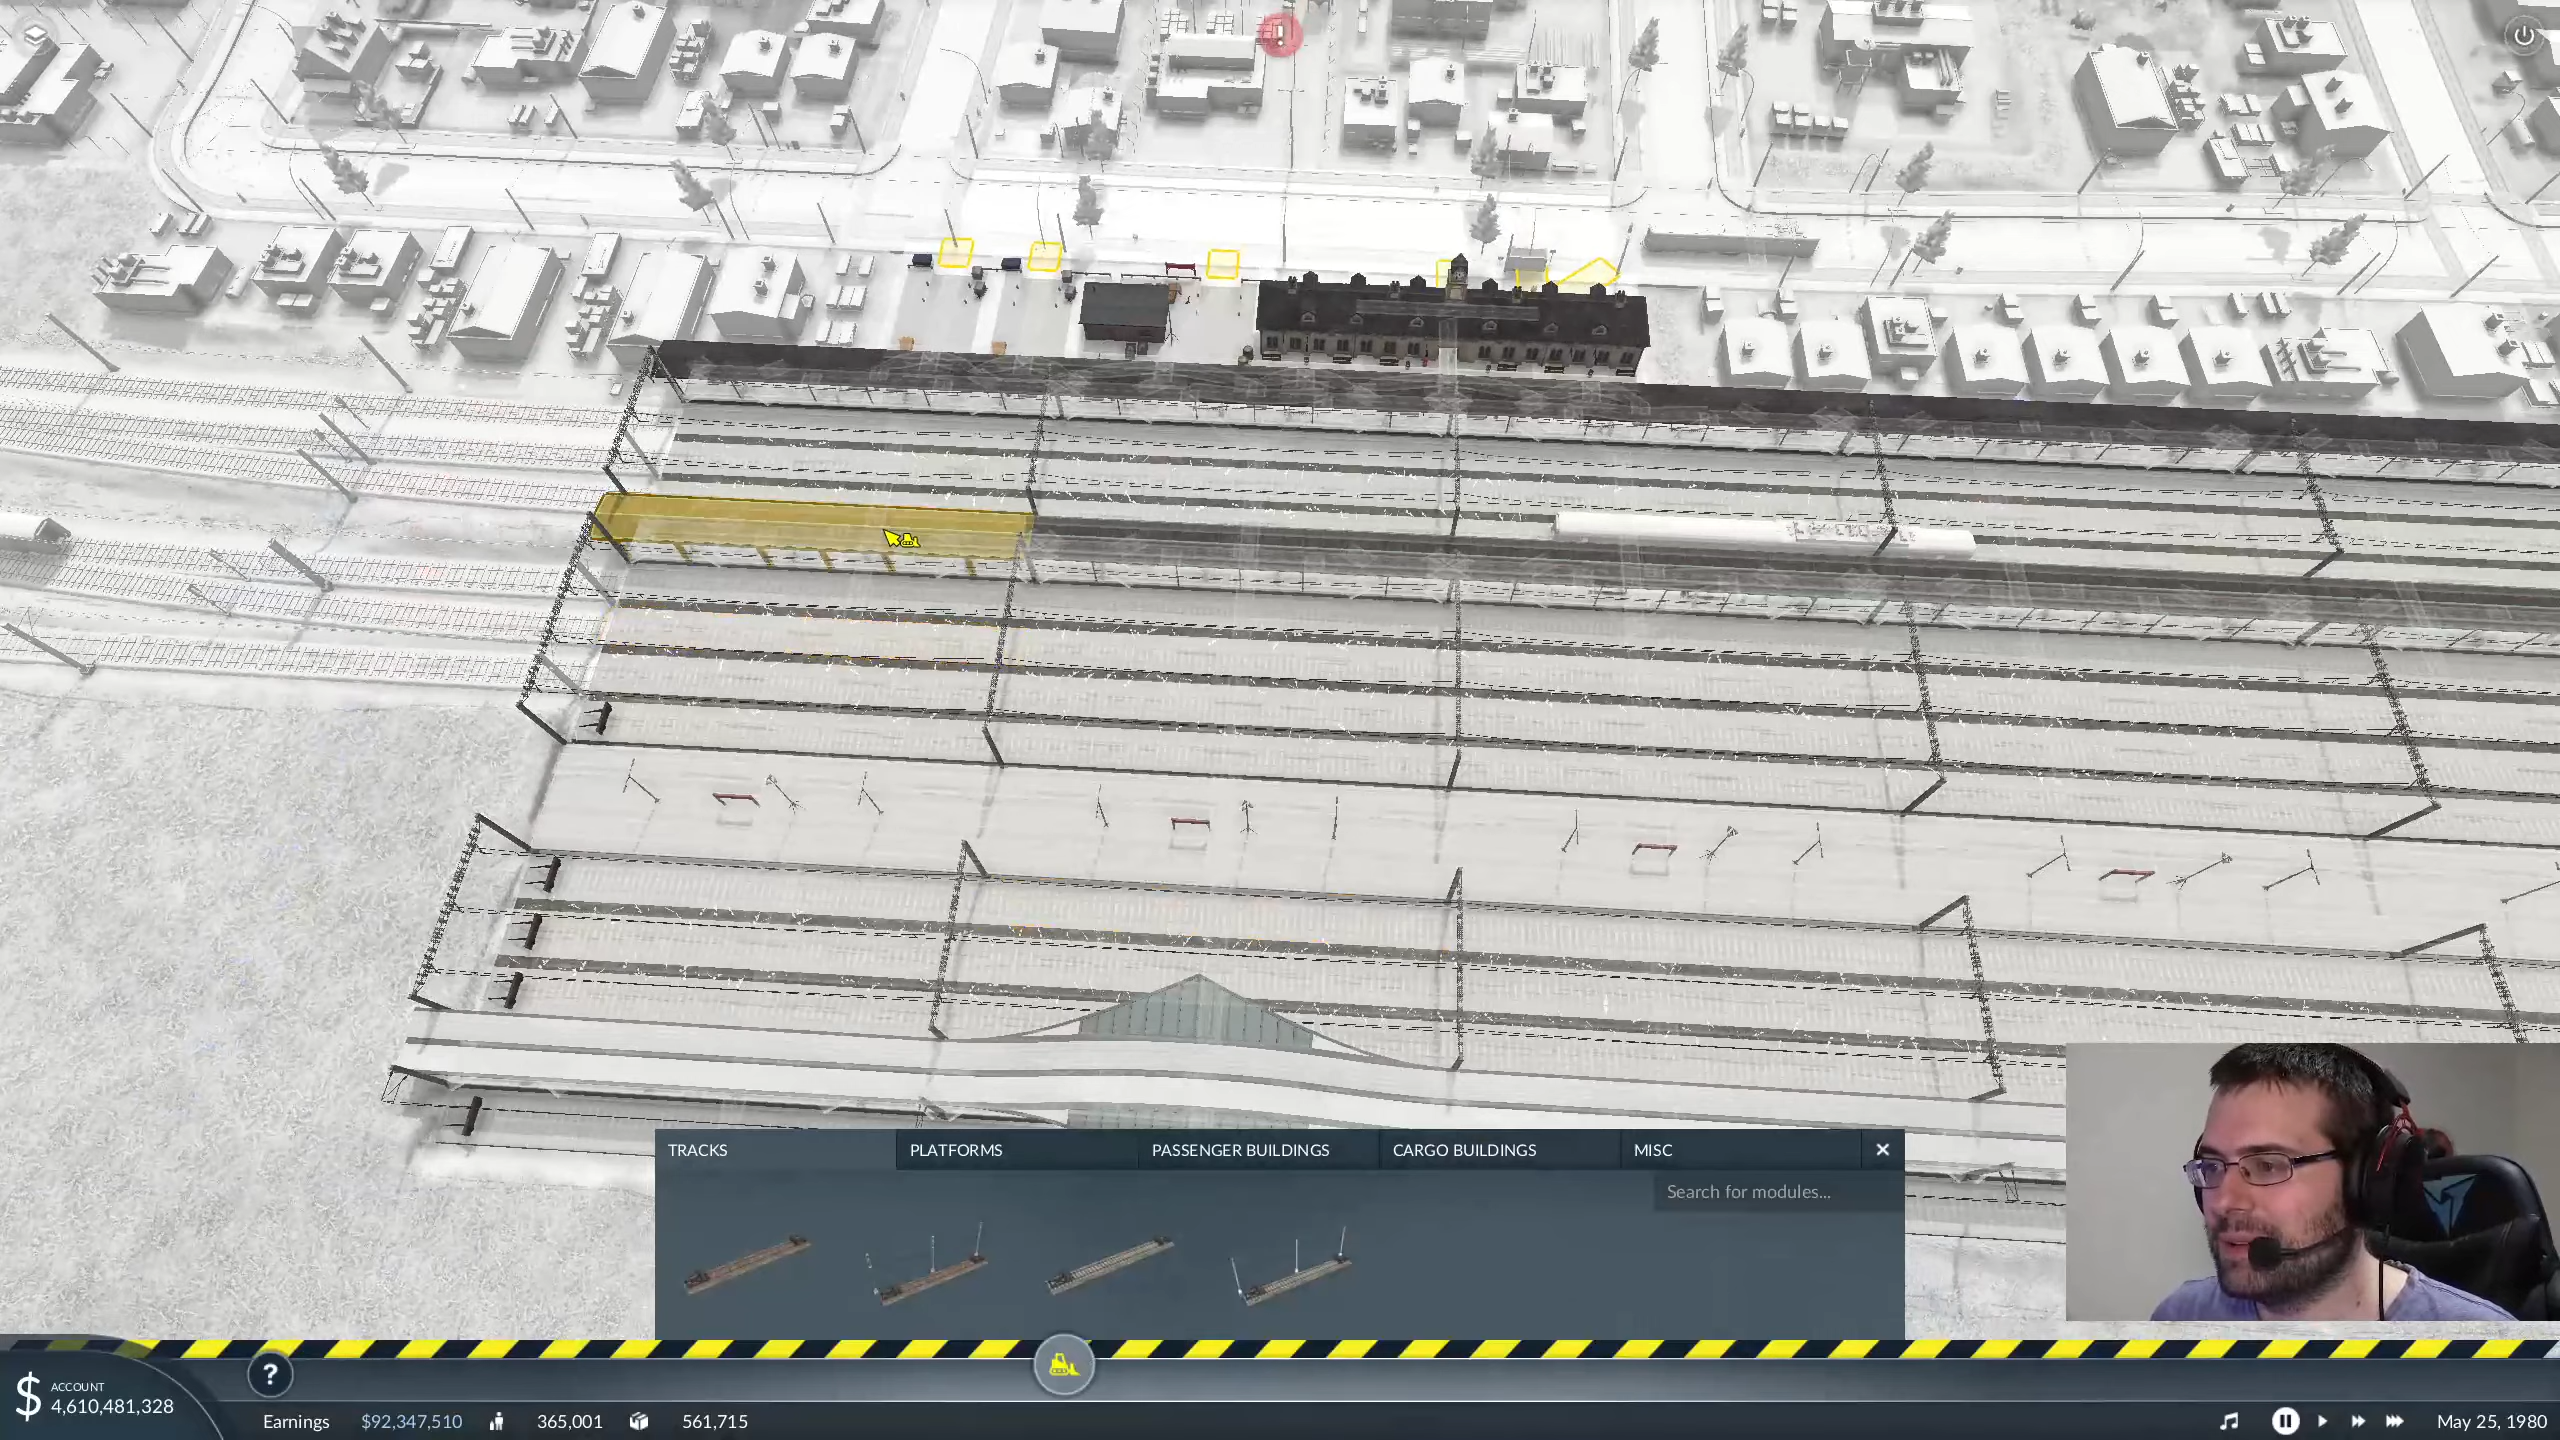 TRACKS
PLATFORMS
PASSENGER BUILDINGS
CARGO BUILDINGS
MISC
Search for modules...
?
$ ACCOUNT
4,610,481,328
Earnings $92,347,510 365,001 561,715
May 25, 1980